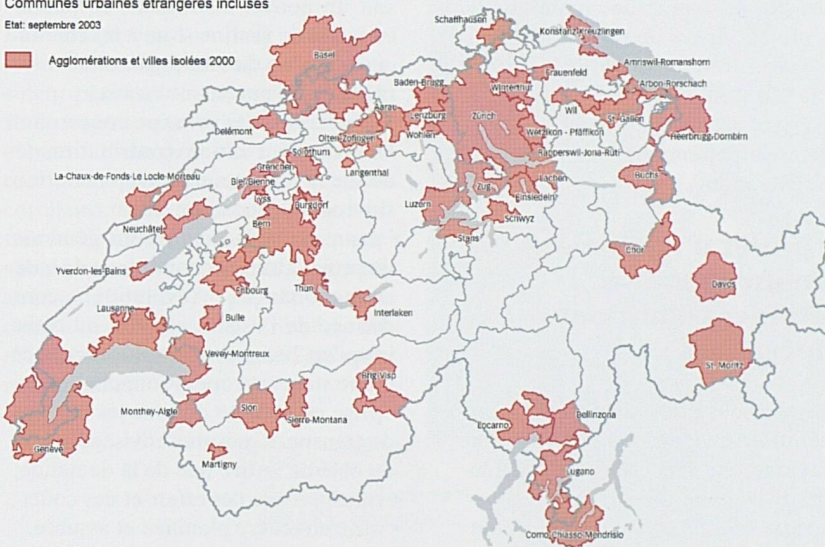 Communes urbaines étrangères incluses
Etat: septembre 2003
Agglomérations et villes isolées 2000
Schaffhausen
Konstanz-Kreuzlingen
Basel
Frauenfeld
Amriswil-Romanshorn
Baden-Brugg
Winterthur
Arbon-Rorschach
Aarau
Lenzburg
Zürich
Wil
St-Gallen
Delémont
Olten-Zofingen
Wohlen
Wetzikon - Pfäffikon
Heerbrugg-Dornbirn
Solothurn
Rapperswil-Jona-Rüti
Grenchen
Langenthal
Lachen
Buchs
La-Chaux-de-Fonds-Le Locle-Morteau
Biel-Bienne
Zug
Einsiedeln
Lyss
Burgdorf
Luzern
Schwyz
Neuchâtel
Bern
Stans
Chur
Yverdon-les-Bains
Fribourg
Thun
Davos
Lausanne
Bulle
Interlaken
Vevey-Montreux
St-Moritz
Brig-Visp
Monthey-Aigle
Sion
Sierre-Montana
Locarno
Bellinzona
Genève
Martigny
Lugano
Como-Chiasso-Mendrisio